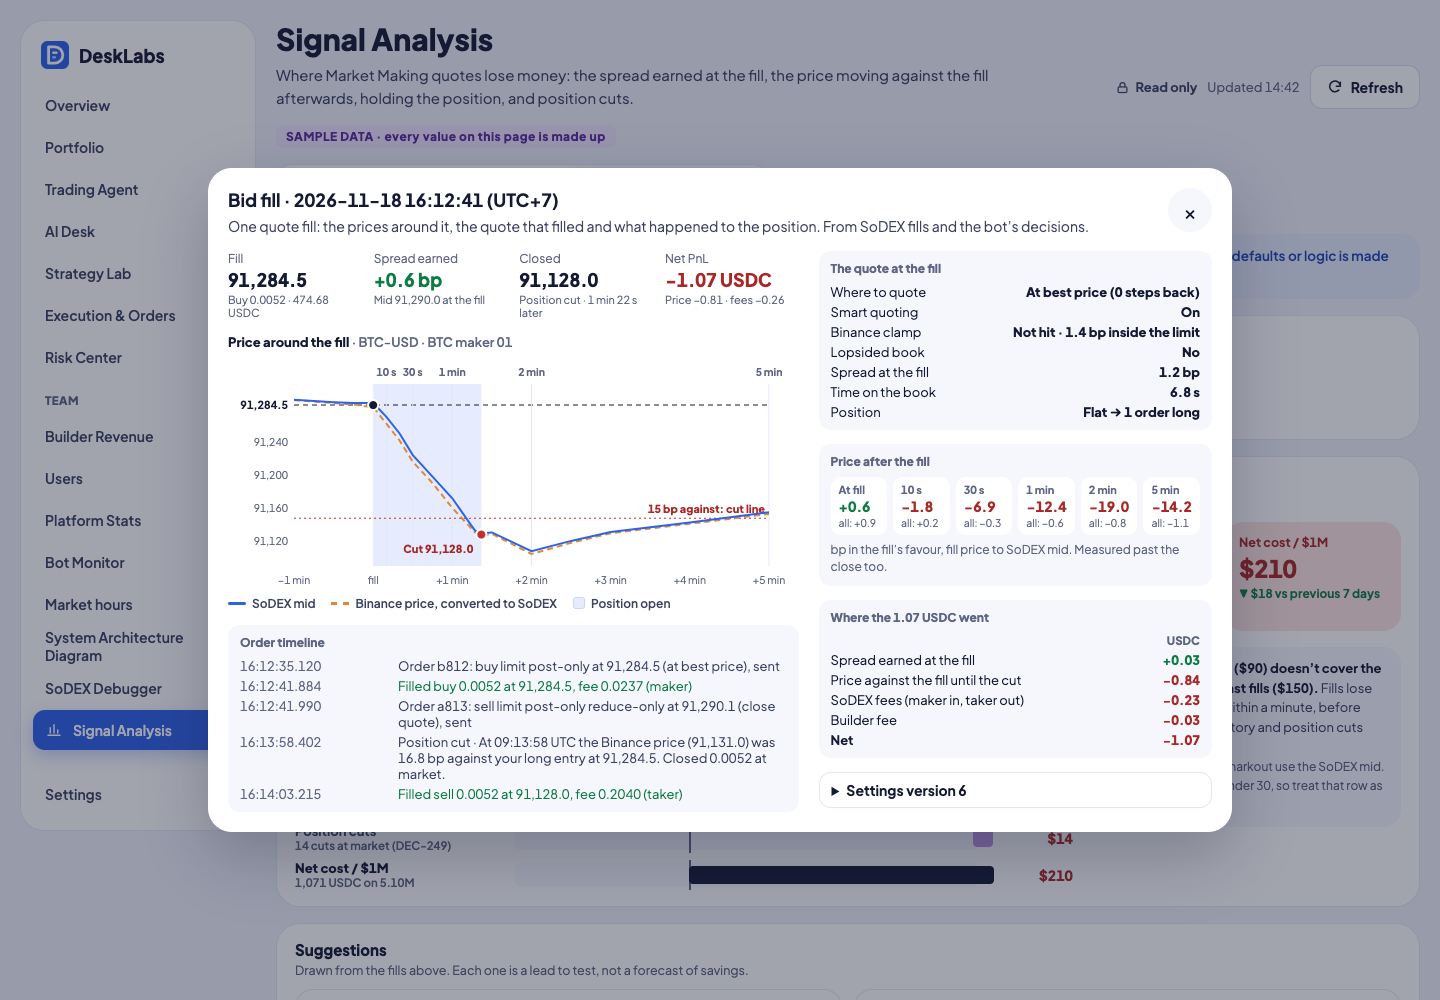 DeskLabs
Overview
Portfolio
Trading Agent
AI Desk
Strategy Lab
Execution & Orders
Risk Center
TEAM
Builder Revenue
Users
Platform Stats
Bot Monitor
Market hours
System Architecture
Diagram
SoDEX Debugger
Signal Analysis
Settings
Signal Analysis
Where Market Making quotes lose money: the spread earned at the fill, the price moving against the fill
afterwards, holding the position, and position cuts.
Read only Updated 14:42 Refresh
SAMPLE DATA · every value on this page is made up
Bid fill · 2026-11-18 16:12:41 (UTC+7)
One quote fill: the prices around it, the quote that filled and what happened to the position. From SoDEX fills and the bot's decisions.
×
Fill
91,284.5
Buy 0.0052 · 474.68
USDC
Spread earned
+0.6 bp
Mid 91,290.0 at the fill
Closed
91,128.0
Position cut · 1 min 22 s
later
Net PnL
−1.07 USDC
Price −0.81 · fees −0.26
Price around the fill · BTC-USD · BTC maker 01
10 s 30 s 1 min 2 min 5 min
91,284.5
91,240
91,200
91,160
91,120
15 bp against: cut line
Cut 91,128.0
−1 min fill +1 min +2 min +3 min +4 min +5 min
SoDEX mid Binance price, converted to SoDEX Position open
Order timeline
16:12:35.120 Order b812: buy limit post-only at 91,284.5 (at best price), sent
16:12:41.884 Filled buy 0.0052 at 91,284.5, fee 0.0237 (maker)
16:12:41.990 Order a813: sell limit post-only reduce-only at 91,290.1 (close
quote), sent
16:13:58.402 Position cut · At 09:13:58 UTC the Binance price (91,131.0) was
16.8 bp against your long entry at 91,284.5. Closed 0.0052 at
market.
16:14:03.215 Filled sell 0.0052 at 91,128.0, fee 0.2040 (taker)
The quote at the fill
Where to quote At best price (0 steps back)
Smart quoting On
Binance clamp Not hit · 1.4 bp inside the limit
Lopsided book No
Spread at the fill 1.2 bp
Time on the book 6.8 s
Position Flat → 1 order long
Price after the fill
At fill
+0.6
all: +0.9
10 s
−1.8
all: +0.2
30 s
−6.9
all: −0.3
1 min
−12.4
all: −0.6
2 min
−19.0
all: −0.8
5 min
−14.2
all: −1.1
bp in the fill's favour, fill price to SoDEX mid. Measured past the
close too.
Where the 1.07 USDC went
USDC
Spread earned at the fill +0.03
Price against the fill until the cut −0.84
SoDEX fees (maker in, taker out) −0.23
Builder fee −0.03
Net −1.07
Settings version 6
defaults or logic is made
Net cost / $1M
$210
▼ $18 vs previous 7 days
($90) doesn't cover the
st fills ($150). Fills lose
ithin a minute, before
tory and position cuts
markout use the SoDEX mid.
nder 30, so treat that row as
Position cuts
14 cuts at market (DEC-249)
$14
Net cost / $1M
1,071 USDC on 5.10M
$210
Suggestions
Drawn from the fills above. Each one is a lead to test, not a forecast of savings.